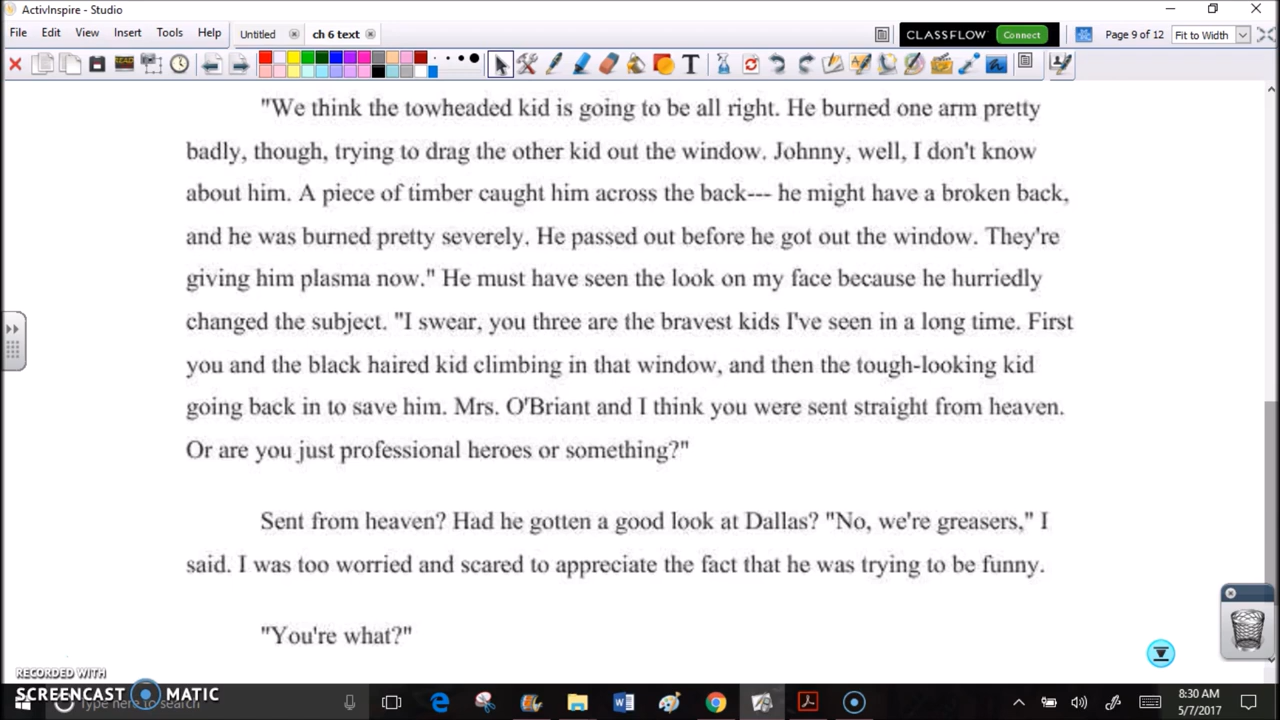 ActivInspire - Studio
File Edit View Insert Tools Help
Untitled
ch 6 text
CLASSFLOW Connect
Page 9 of 12
Fit to Width
"We think the towheaded kid is going to be all right. He burned one arm pretty
badly, though, trying to drag the other kid out the window. Johnny, well, I don't know
about him. A piece of timber caught him across the back--- he might have a broken back,
and he was burned pretty severely. He passed out before he got out the window. They're
giving him plasma now." He must have seen the look on my face because he hurriedly
changed the subject. "I swear, you three are the bravest kids I've seen in a long time. First
you and the black haired kid climbing in that window, and then the tough-looking kid
going back in to save him. Mrs. O'Briant and I think you were sent straight from heaven.
Or are you just professional heroes or something?"
Sent from heaven? Had he gotten a good look at Dallas? "No, we're greasers," I
said. I was too worried and scared to appreciate the fact that he was trying to be funny.
"You're what?"
RECORDED WITH
SCREENCAST MATIC
Type here to search
8:30 AM
5/7/2017